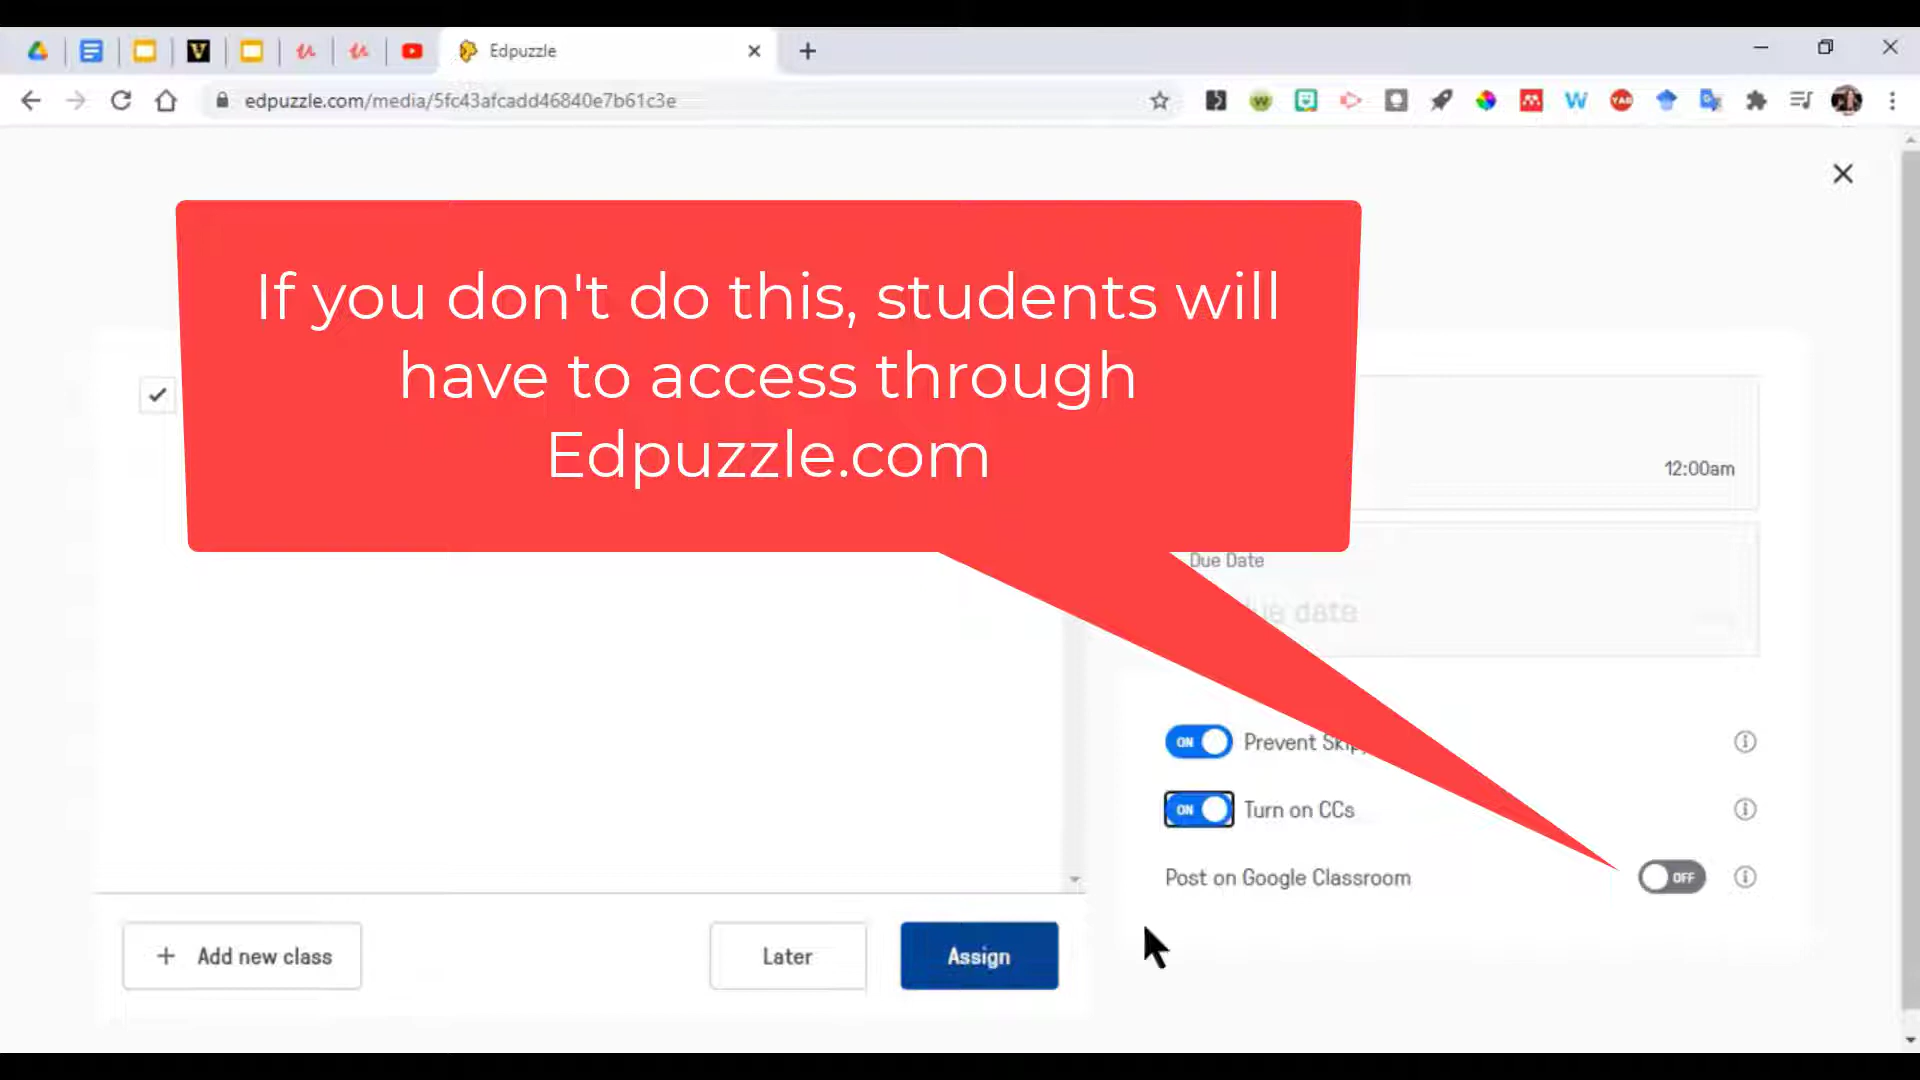 Edpuzzle
edpuzzle.com/media/5fc43afcadd46840e7b61c3e
If you don't do this, students will
have to access through
Edpuzzle.com
12:00am
Due Date
date
ON Prevent
ON Turn on CCs
Post on Google Classroom OFF
+ Add new class
Later
Assign